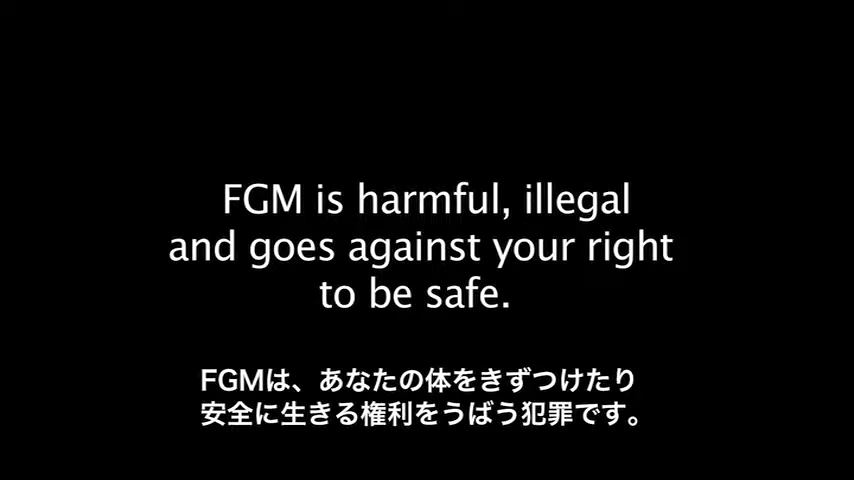 FGM is harmful, illegal
and goes against your right
to be safe.
FGMは、あなたの体をきずつけたり
安全に生きる権利をうばう犯罪です。